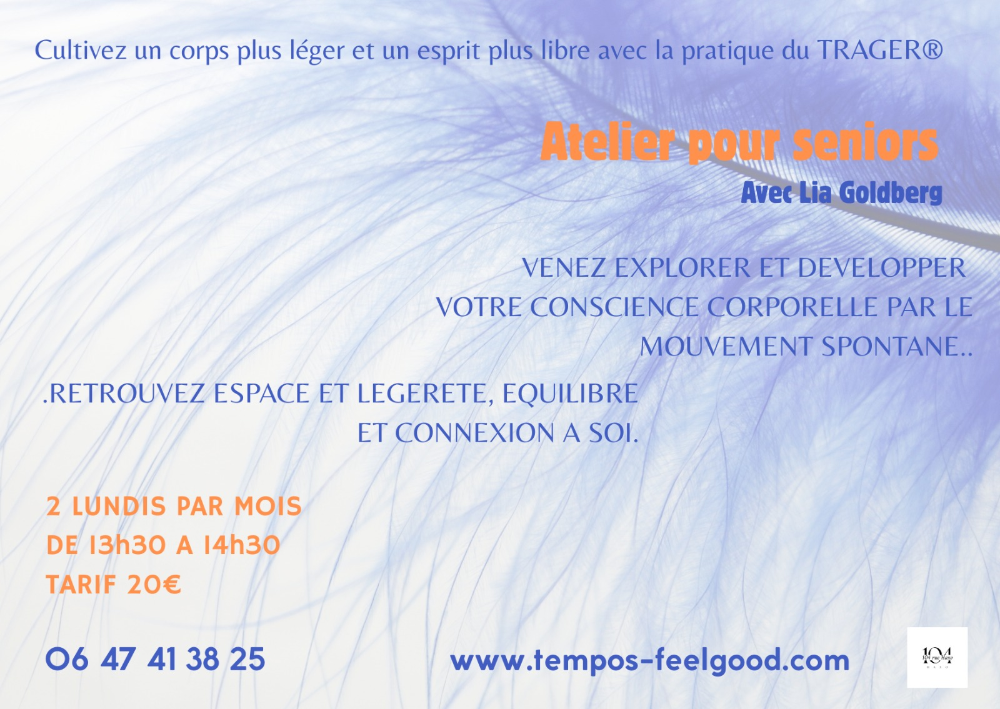 Cultivez un corps plus léger et un esprit plus libre avec la pratique du TRAGER®
Atelier pour seniors
Avec Lia Goldberg
VENEZ EXPLORER ET DEVELOPPER
VOTRE CONSCIENCE CORPORELLE PAR LE
MOUVEMENT SPONTANE..
.RETROUVEZ ESPACE ET LEGERETE, EQUILIBRE
ET CONNEXION A SOI.
2 LUNDIS PAR MOIS
DE 13h30 A 14h30
TARIF 20€
06 47 41 38 25
www.tempos-feelgood.com
104
104 rue Haxo
HAXO